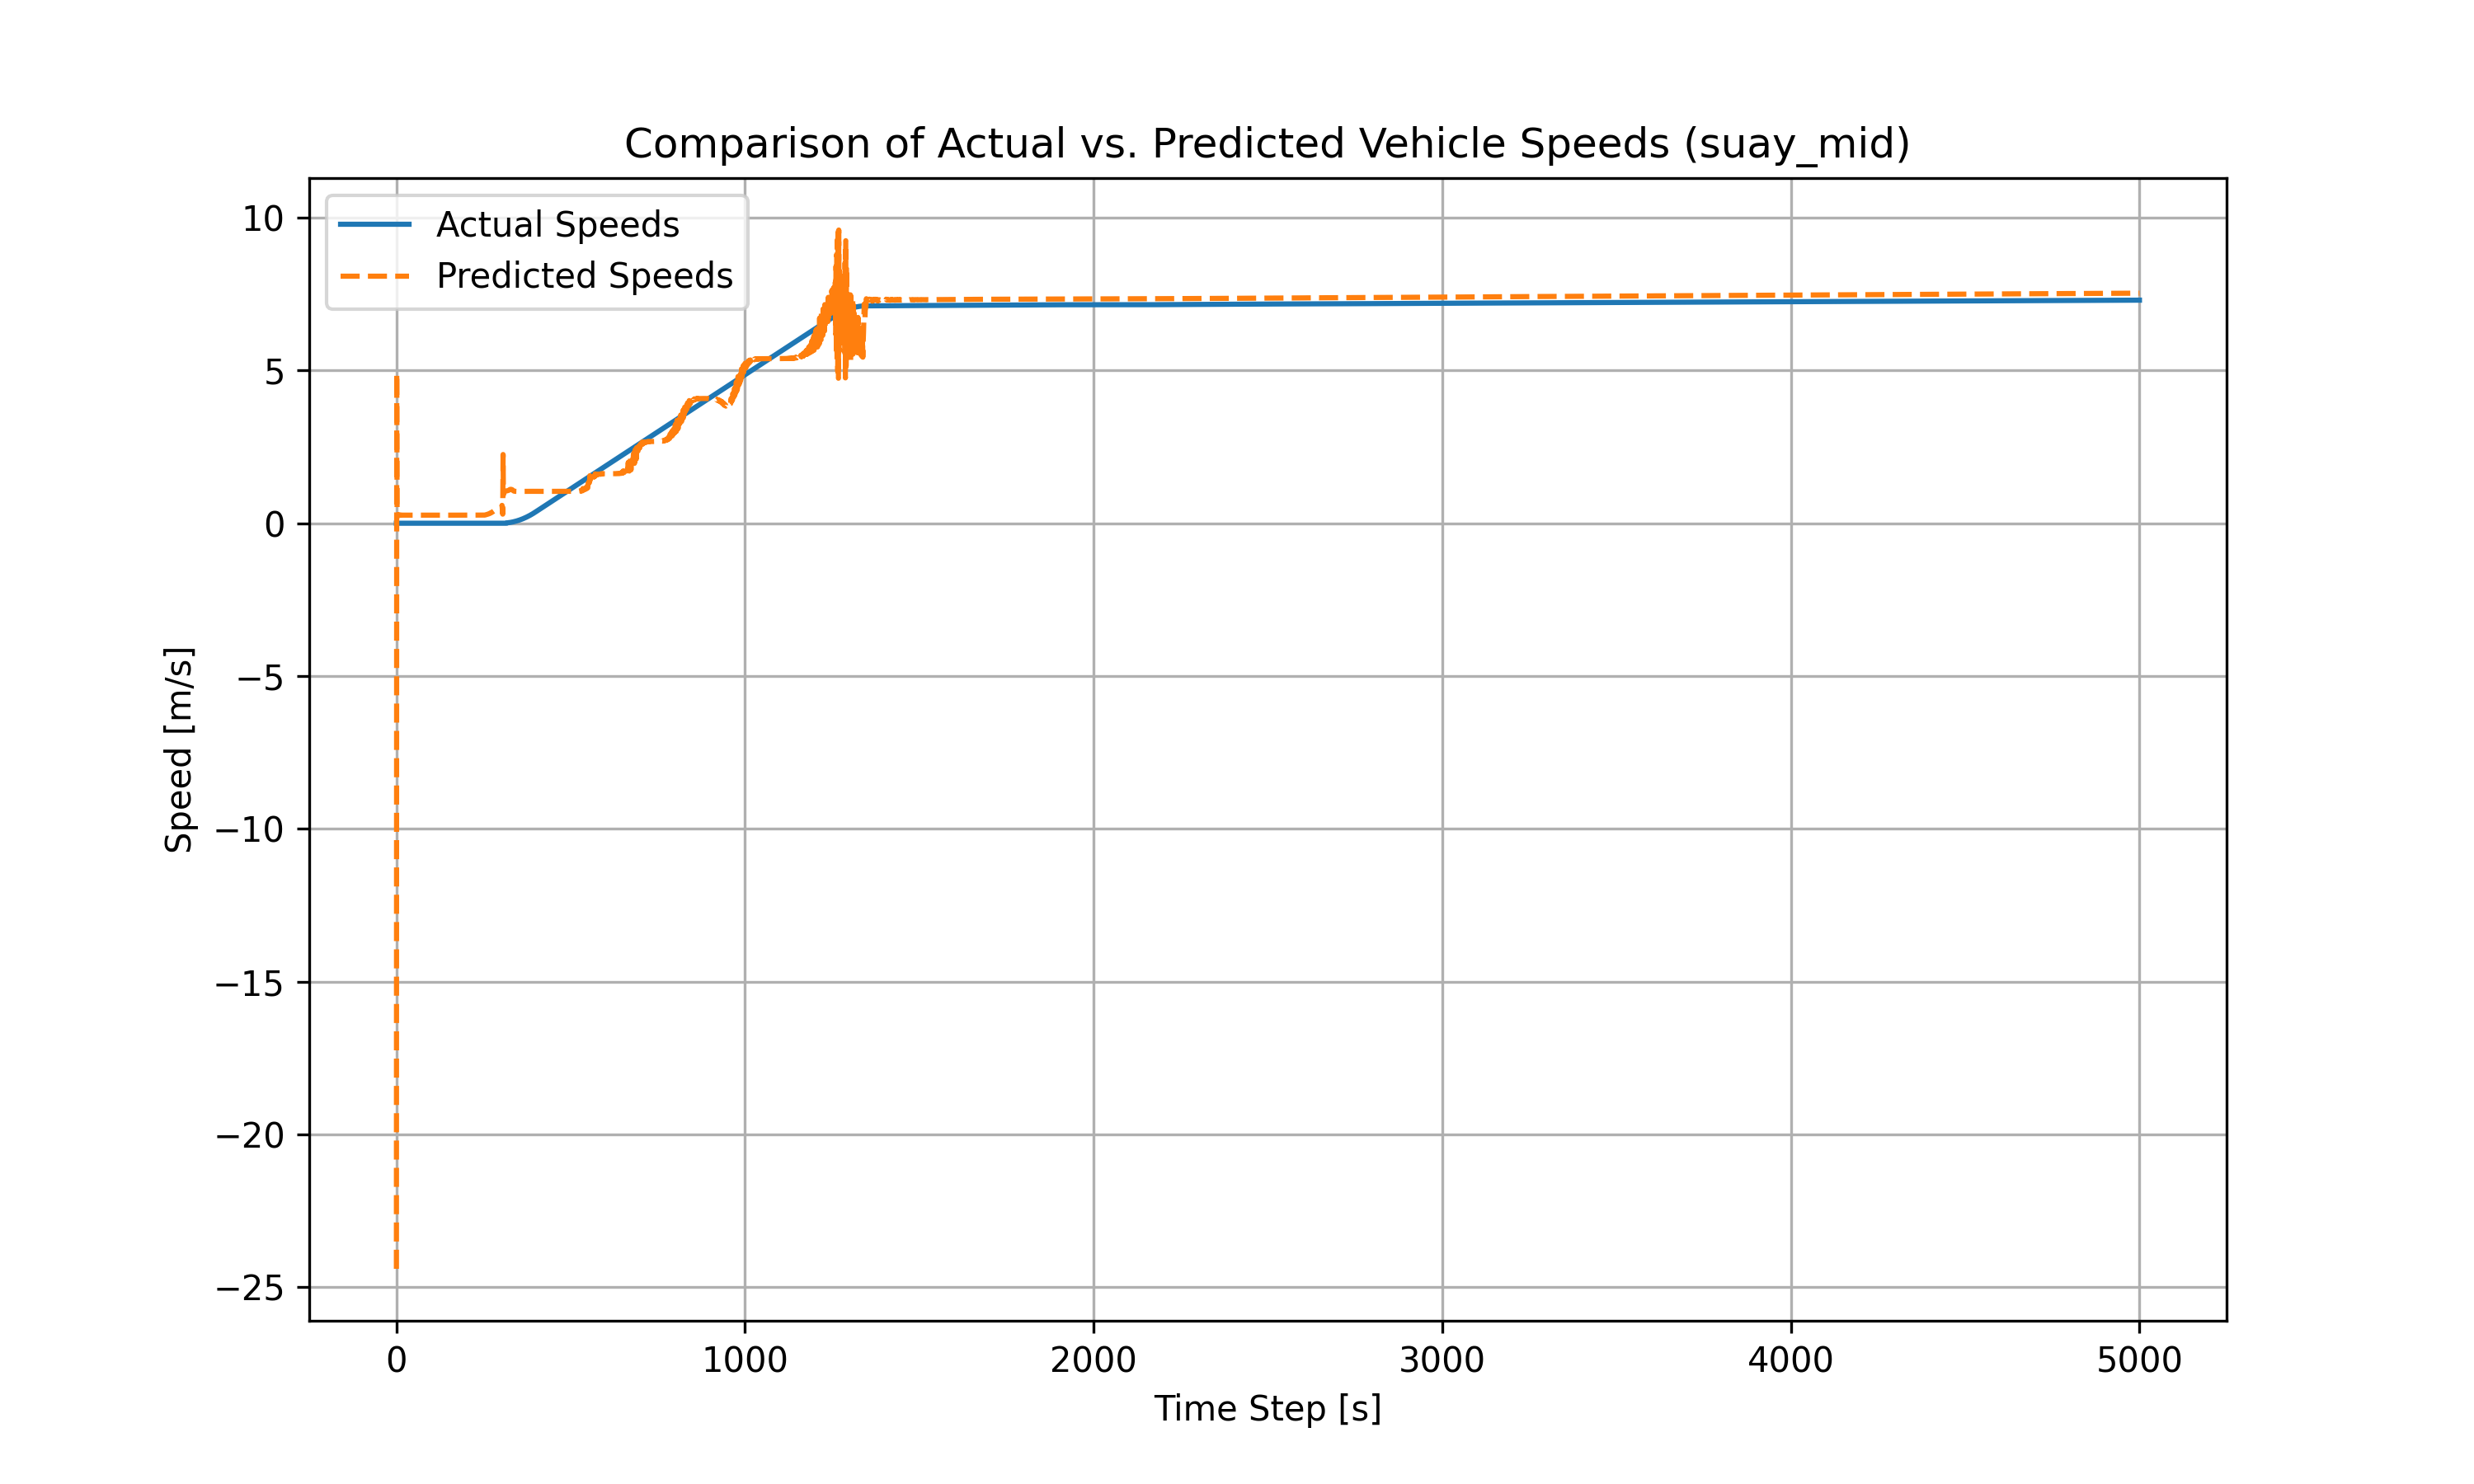 Comparison of Actual vs. Predicted Vehicle Speeds (suay_mid)
Actual Speeds
Predicted Speeds
Speed [m/s]
10
5
0
−5
−10
−15
−20
−25
0 1000 2000 3000 4000 5000
Time Step [s]